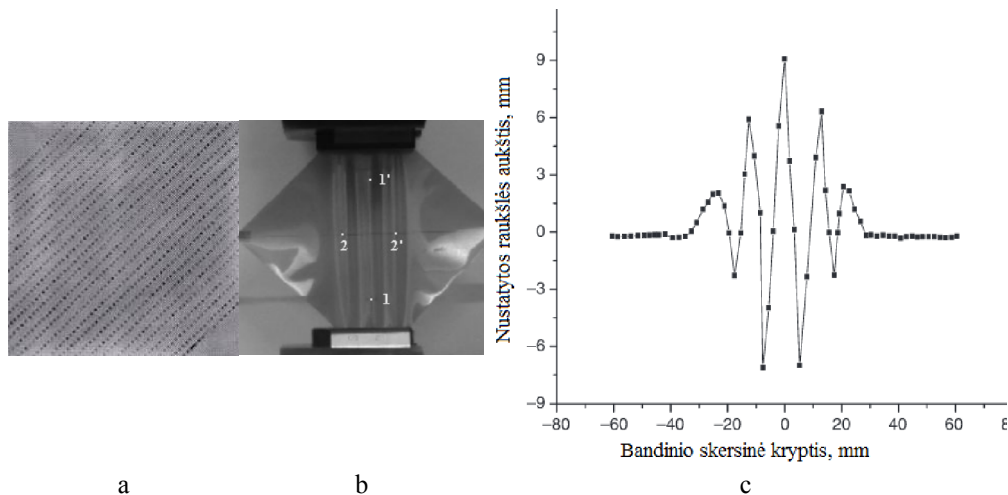 1'
2 2'
1
Nustatytos raukšlės aukštis, mm
9
6
3
0
−3
−6
−9
−80 −60 −40 −20 0 20 40 60 8
Bandinio skersinė kryptis, mm
a b c